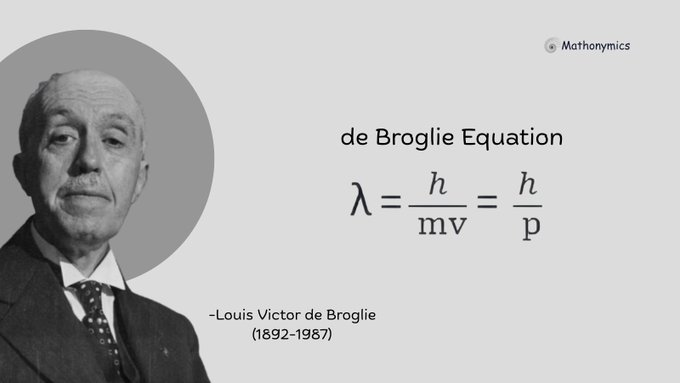 Mathonymics
de Broglie Equation
λ = h/mv = h/p
-Louis Victor de Broglie
(1892-1987)